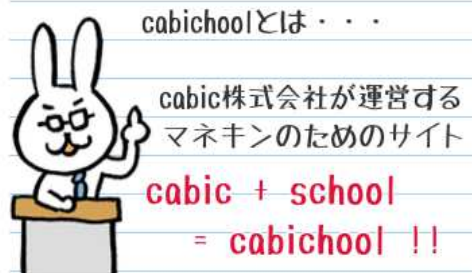 cabichoolとは・・・
cabic株式会社が運営する
マネキンのためのサイト
cabic + school
= cabichool !!